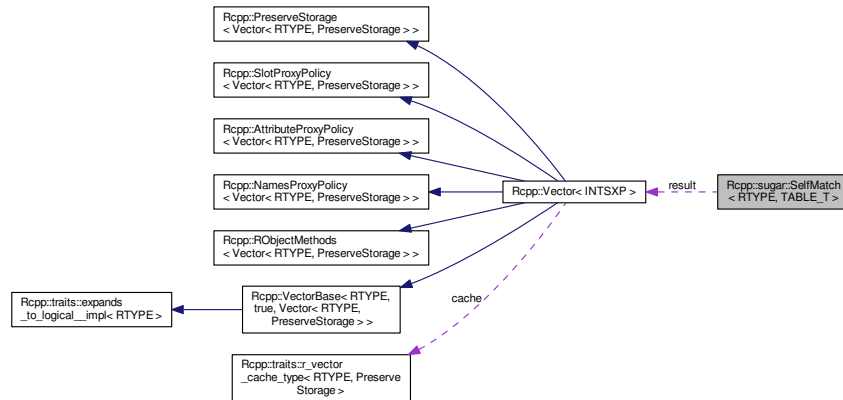 Rcpp::PreserveStorage
< Vector< RTYPE, PreserveStorage > >
Rcpp::SlotProxyPolicy
< Vector< RTYPE, PreserveStorage > >
Rcpp::AttributeProxyPolicy
< Vector< RTYPE, PreserveStorage > >
Rcpp::NamesProxyPolicy
< Vector< RTYPE, PreserveStorage > >
Rcpp::Vector< INTSXP >
result
Rcpp::sugar::SelfMatch
< RTYPE, TABLE_T >
Rcpp::RObjectMethods
< Vector< RTYPE, PreserveStorage > >
Rcpp::traits::expands
_to_logical__impl< RTYPE >
Rcpp::VectorBase< RTYPE,
true, Vector< RTYPE,
PreserveStorage > >
cache
Rcpp::traits::r_vector
_cache_type< RTYPE, Preserve
Storage >